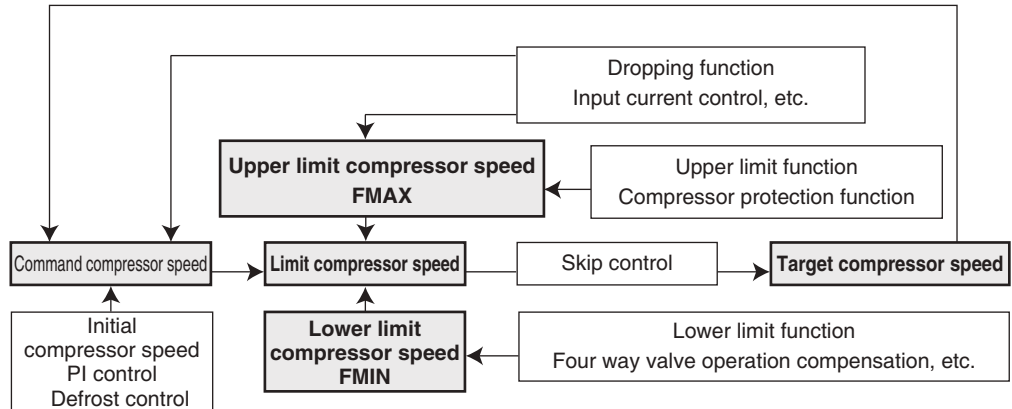 Dropping function
Input current control, etc.
Upper limit compressor speed
FMAX
Upper limit function
Compressor protection function
Command compressor speed
Limit compressor speed
Skip control
Target compressor speed
Initial
compressor speed
PI control
Defrost control
Lower limit
compressor speed
FMIN
Lower limit function
Four way valve operation compensation, etc.